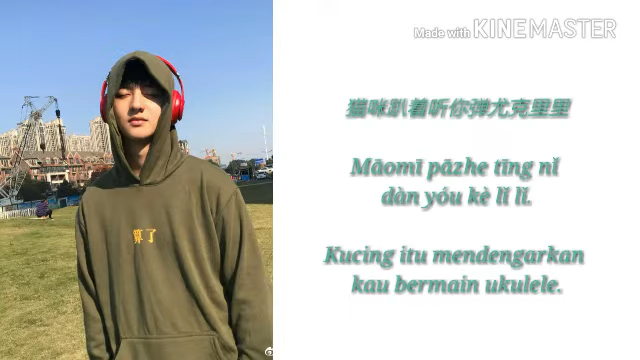 Made with KINEMASTER
猫咪趴着听你弹尤克里里
Māomī pāzhe tīng nǐ
dàn yóu kè lǐ lǐ.
Kucing itu mendengarkan
kau bermain ukulele.
算了